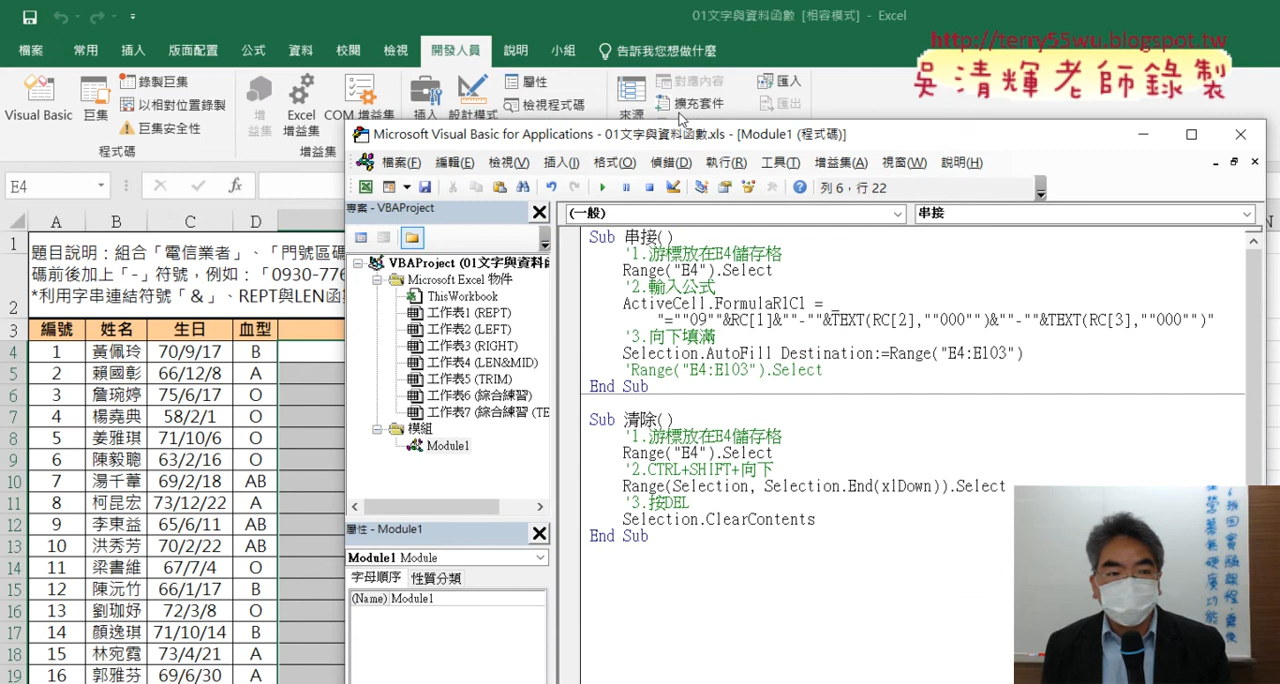 01文字與資料函數 [相容模式] - Excel
http://terry55wu.blogspot.tw
吳清輝老師錄製
檔案 常用 插入 版面配置 公式 資料 校閱 檢視 開發人員 說明 小組 告訴我您想做什麼
Visual Basic 巨集 錄製巨集 以相對位置錄製 巨集安全性 程式碼
增益集 Excel 增益集 COM 增益集 增益集
插入 設計模式 屬性 檢視程式碼
來源 對應內容 擴充套件 匯入 匯出
E4 fx
A B C D
1 題目說明：組合「電信業者」、「門號區碼
碼前後加上「-」符號，例如：「0930-776
2 *利用字串連結符號「&」、REPT與LEN函
3 編號 姓名 生日 血型
4 1 黃佩玲 70/9/17 B
5 2 賴國彰 66/12/8 A
6 3 詹琬婷 75/6/17 O
7 4 楊堯典 58/2/1 O
8 5 姜雅琪 71/10/6 O
9 6 陳毅聰 63/2/16 O
10 7 湯千葦 69/2/18 AB
11 8 柯昆宏 73/12/22 A
12 9 李東益 65/6/11 AB
13 10 洪秀芳 70/2/22 AB
14 11 梁書維 67/7/4 O
15 12 陳沅竹 66/1/17 B
16 13 劉珈妤 72/3/8 O
17 14 顏逸琪 71/10/14 B
18 15 林宛霓 73/4/21 A
19 16 郭雅芬 69/6/30 A
Microsoft Visual Basic for Applications - 01文字與資料函數.xls - [Module1 (程式碼)]
檔案(F) 編輯(E) 檢視(V) 插入(I) 格式(O) 偵錯(D) 執行(R) 工具(T) 增益集(A) 視窗(W) 說明(H)
列 6，行 22
專案 - VBAProject
VBAProject (01文字與資料函
Microsoft Excel 物件
ThisWorkbook
工作表1 (REPT)
工作表2 (LEFT)
工作表3 (RIGHT)
工作表4 (LEN&MID)
工作表5 (TRIM)
工作表6 (綜合練習)
工作表7 (綜合練習 (TE
模組
Module1
屬性 - Module1
Module1 Module
字母順序 性質分類
(Name) Module1
(一般) 串接
Sub 串接()
'1.游標放在E4儲存格
Range("E4").Select
'2.輸入公式
ActiveCell.FormulaR1C1 = _
"=""09""&RC[1]&""-""&TEXT(RC[2],""000"")&""-""&TEXT(RC[3],""000"")"
'3.向下填滿
Selection.AutoFill Destination:=Range("E4:E103")
'Range("E4:E103").Select
End Sub
Sub 清除()
'1.游標放在E4儲存格
Range("E4").Select
'2.CTRL+SHIFT+向下
Range(Selection, Selection.End(xlDown)).Select
'3.按DEL
Selection.ClearContents
End Sub